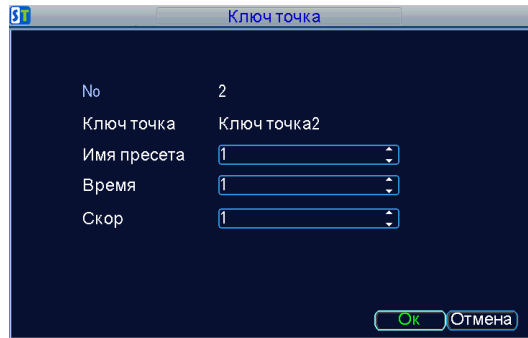 ST Ключ точка
No 2
Ключ точка Ключ точка2
Имя пресета 1
Время 1
Скор 1
Ок Отмена